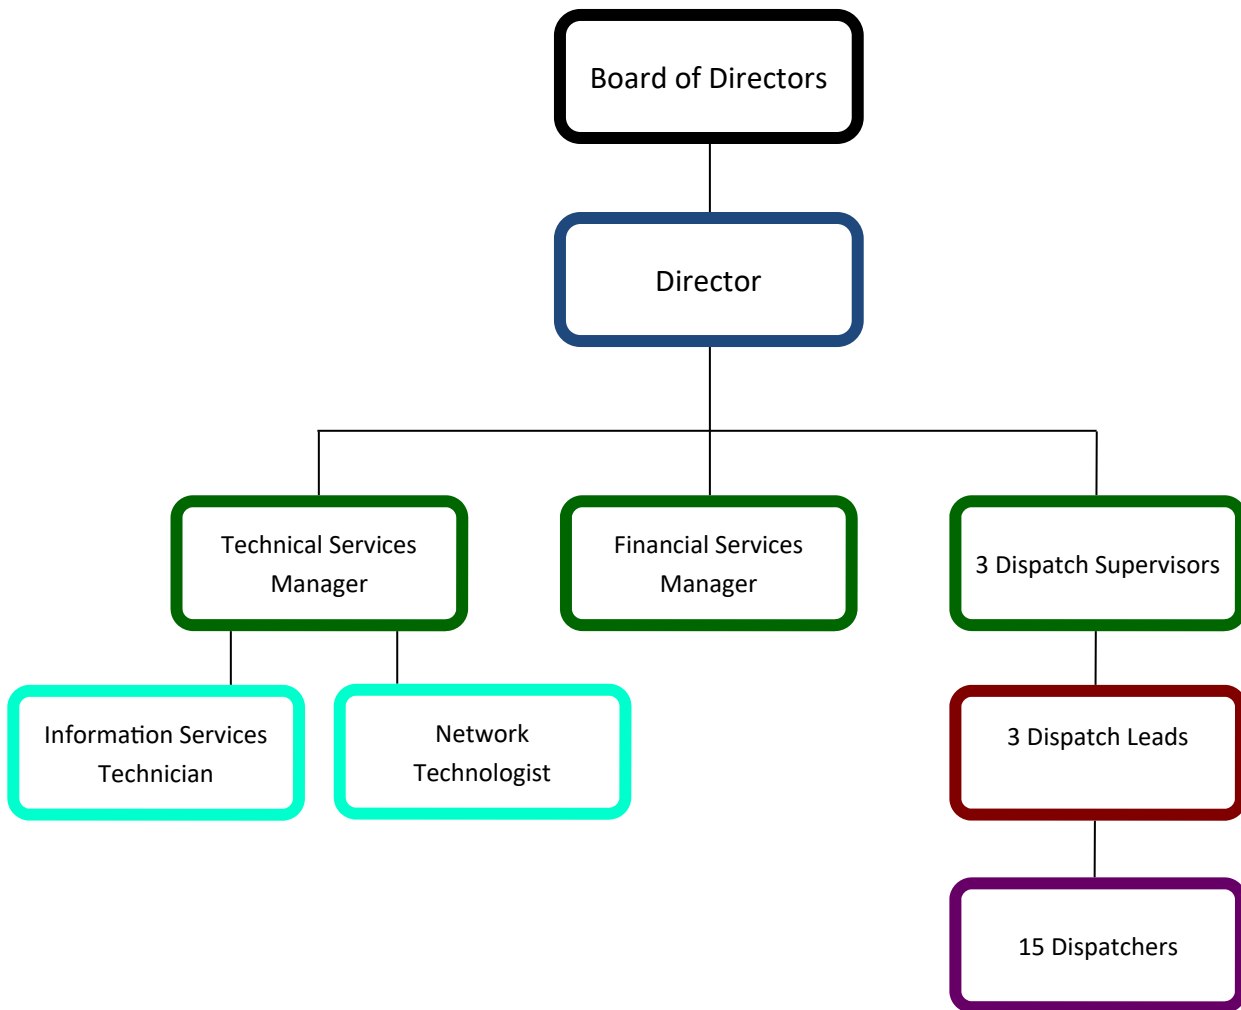 Board of Directors
Director
Technical Services
Manager
Financial Services
Manager
3 Dispatch Supervisors
Information Services
Technician
Network
Technologist
3 Dispatch Leads
15 Dispatchers